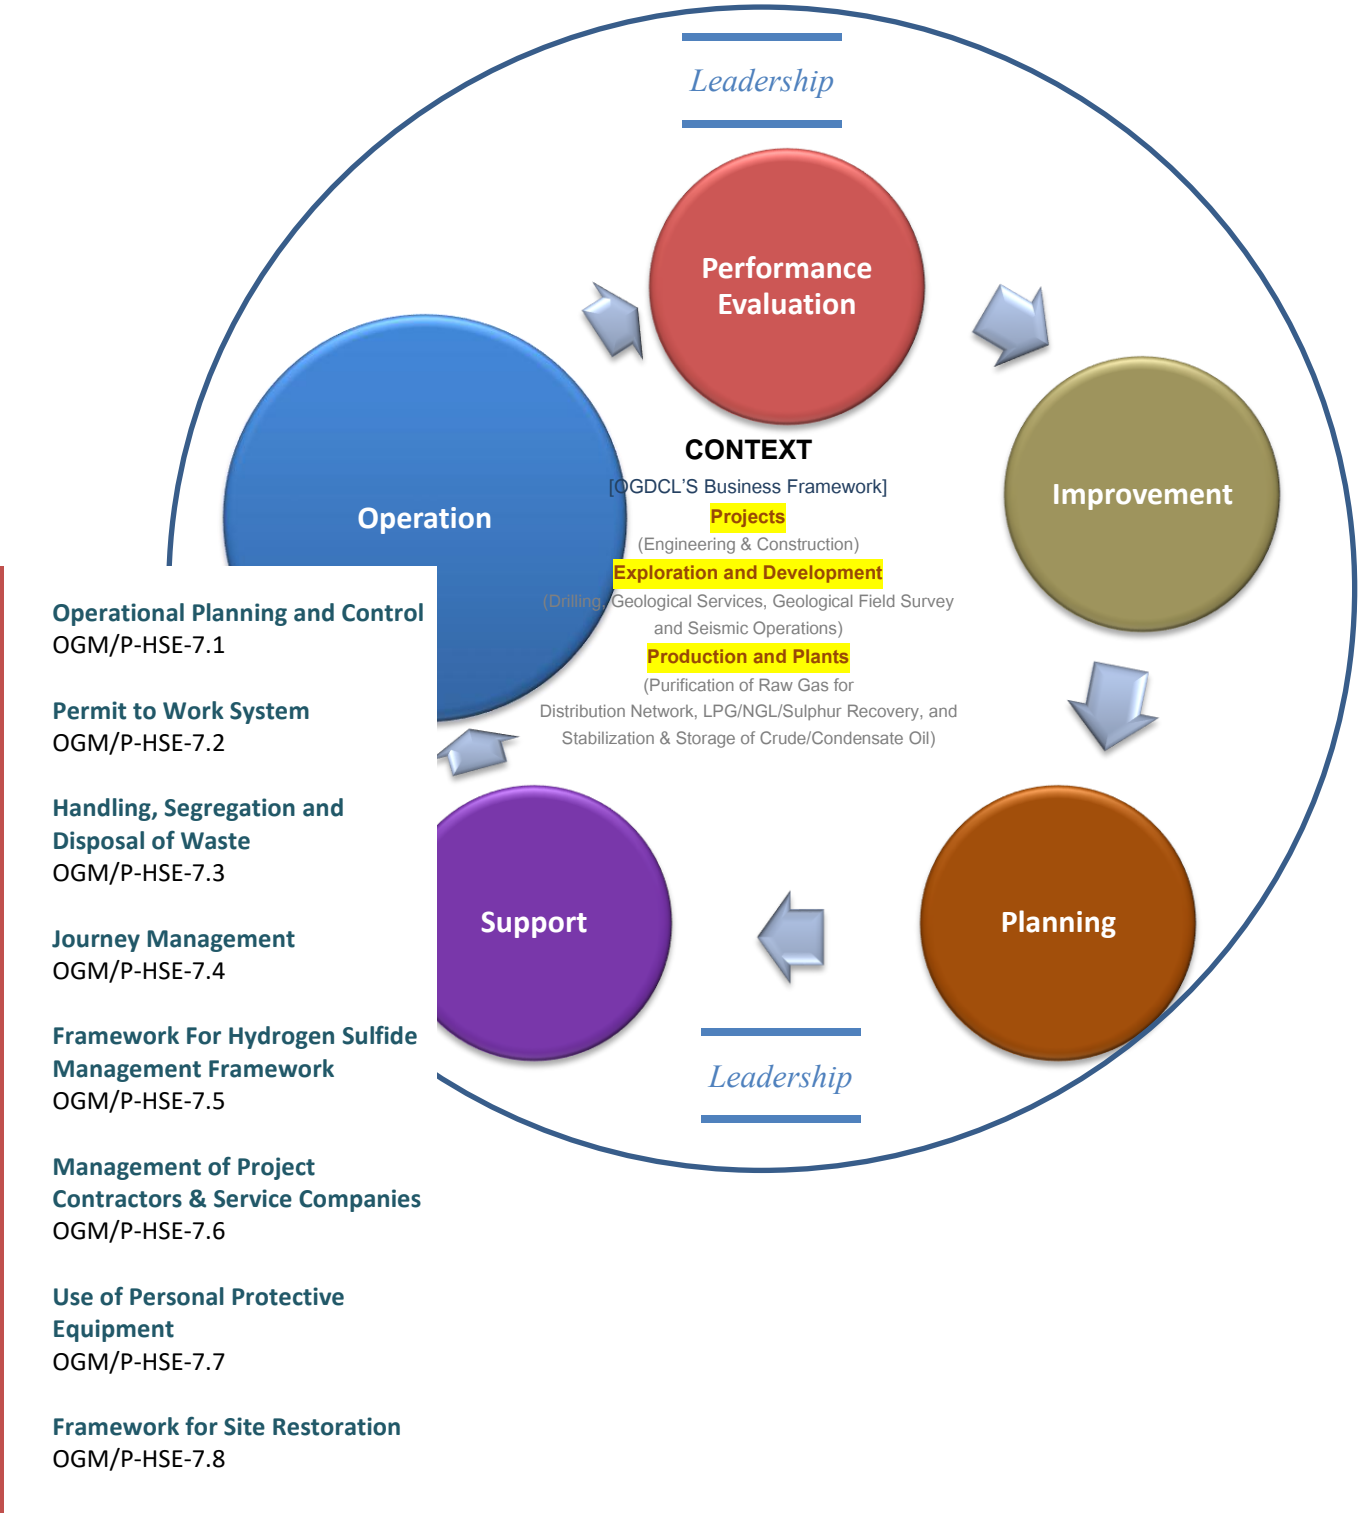 Leadership
Performance
Evaluation
Improvement
Operation
CONTEXT
[OGDCL'S Business Framework]
Projects
(Engineering & Construction)
Exploration and Development
(Drilling, Geological Services, Geological Field Survey
and Seismic Operations)
Production and Plants
(Purification of Raw Gas for
Distribution Network, LPG/NGL/Sulphur Recovery, and
Stabilization & Storage of Crude/Condensate Oil)
Support
Planning
Leadership
Operational Planning and Control
OGM/P-HSE-7.1
Permit to Work System
OGM/P-HSE-7.2
Handling, Segregation and
Disposal of Waste
OGM/P-HSE-7.3
Journey Management
OGM/P-HSE-7.4
Framework For Hydrogen Sulfide
Management Framework
OGM/P-HSE-7.5
Management of Project
Contractors & Service Companies
OGM/P-HSE-7.6
Use of Personal Protective
Equipment
OGM/P-HSE-7.7
Framework for Site Restoration
OGM/P-HSE-7.8